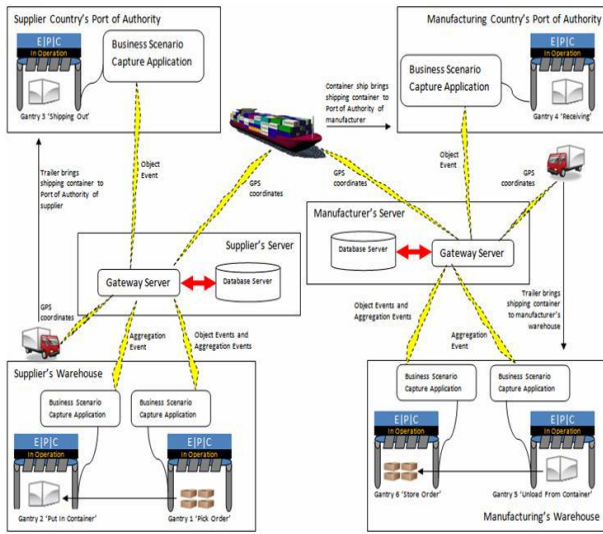 Supplier Country's Port of Authority
E|P|C
In Operation
Business Scenario
Capture Application
Gantry 3 'Shipping Out'
Manufacturing Country's Port of Authority
Business Scenario
Capture Application
E|P|C
In Operation
Gantry 4 'Receiving'
Container ship brings
shipping container to
Port of Authority of
manufacturer
Trailer brings
shipping container to
Port of Authority of
supplier
Object
Event
GPS
coordinates
GPS
coordinates
Object
Event
GPS
coordinates
Supplier's Server
Gateway Server
Database Server
Manufacturer's Server
Database
Server
Gateway Server
GPS
coordinates
Aggregation
Event
Object Events and
Aggregation Events
Object Events and
Aggregation Events
Aggregation
Event
Trailer brings
shipping container
to manufacturer's
warehouse
Supplier's Warehouse
Business Scenario
Capture Application
Business Scenario
Capture Application
E|P|C
In Operation
E|P|C
In Operation
Gantry 2 'Put In Container'
Gantry 1 'Pick Order'
Business Scenario
Capture Application
Business Scenario
Capture Application
E|P|C
In Operation
E|P|C
In Operation
Gantry 6 'Store Order'
Gantry 5 'Unload From Container'
Manufacturing's Warehouse